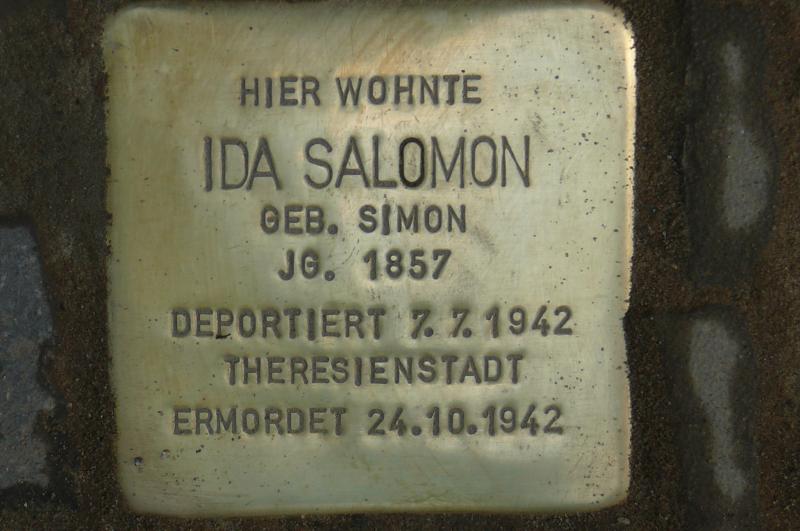 HIER WOHNTE
IDA SALOMON
GEB. SIMON
JG. 1857
DEPORTIERT 7.7.1942
THERESIENSTADT
ERMORDET 24.10.1942